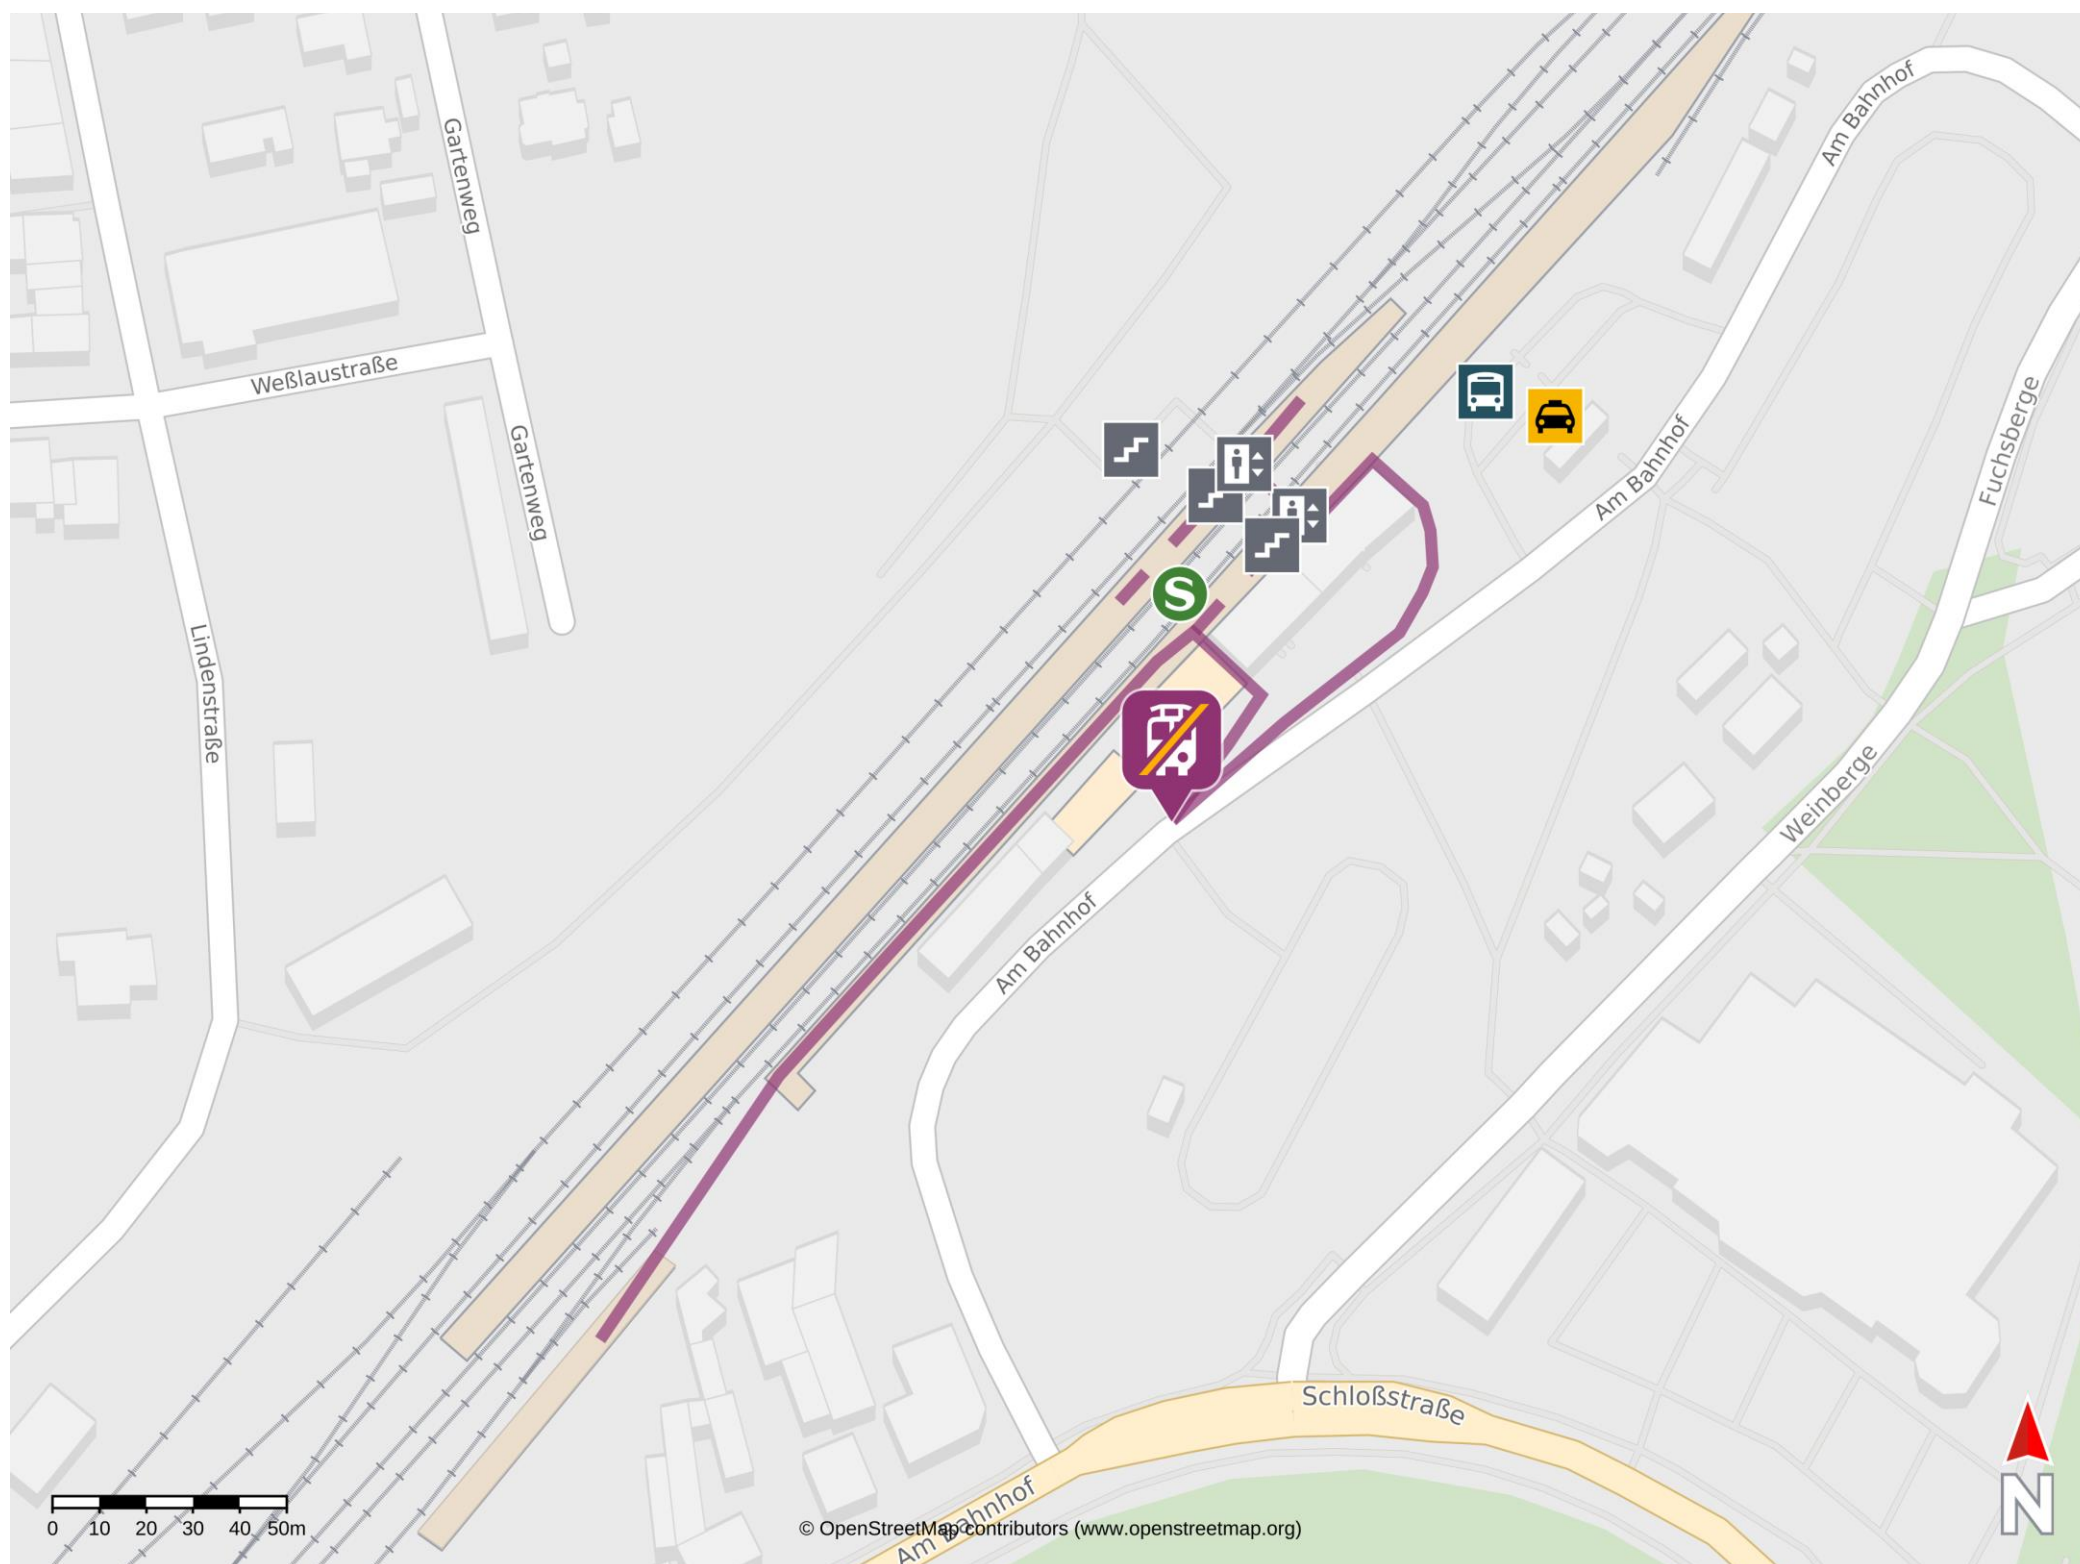 Am Bahnhof
Gartenweg
Weßlaustraße
Fuchsberge
Am Bahnhof
Gartenweg
S
Lindenstraße
Weinberge
Am Bahnhof
Schloßstraße
Am Bahnhof
0 10 20 30 40 50m
© OpenStreetMap contributors (www.openstreetmap.org)
N